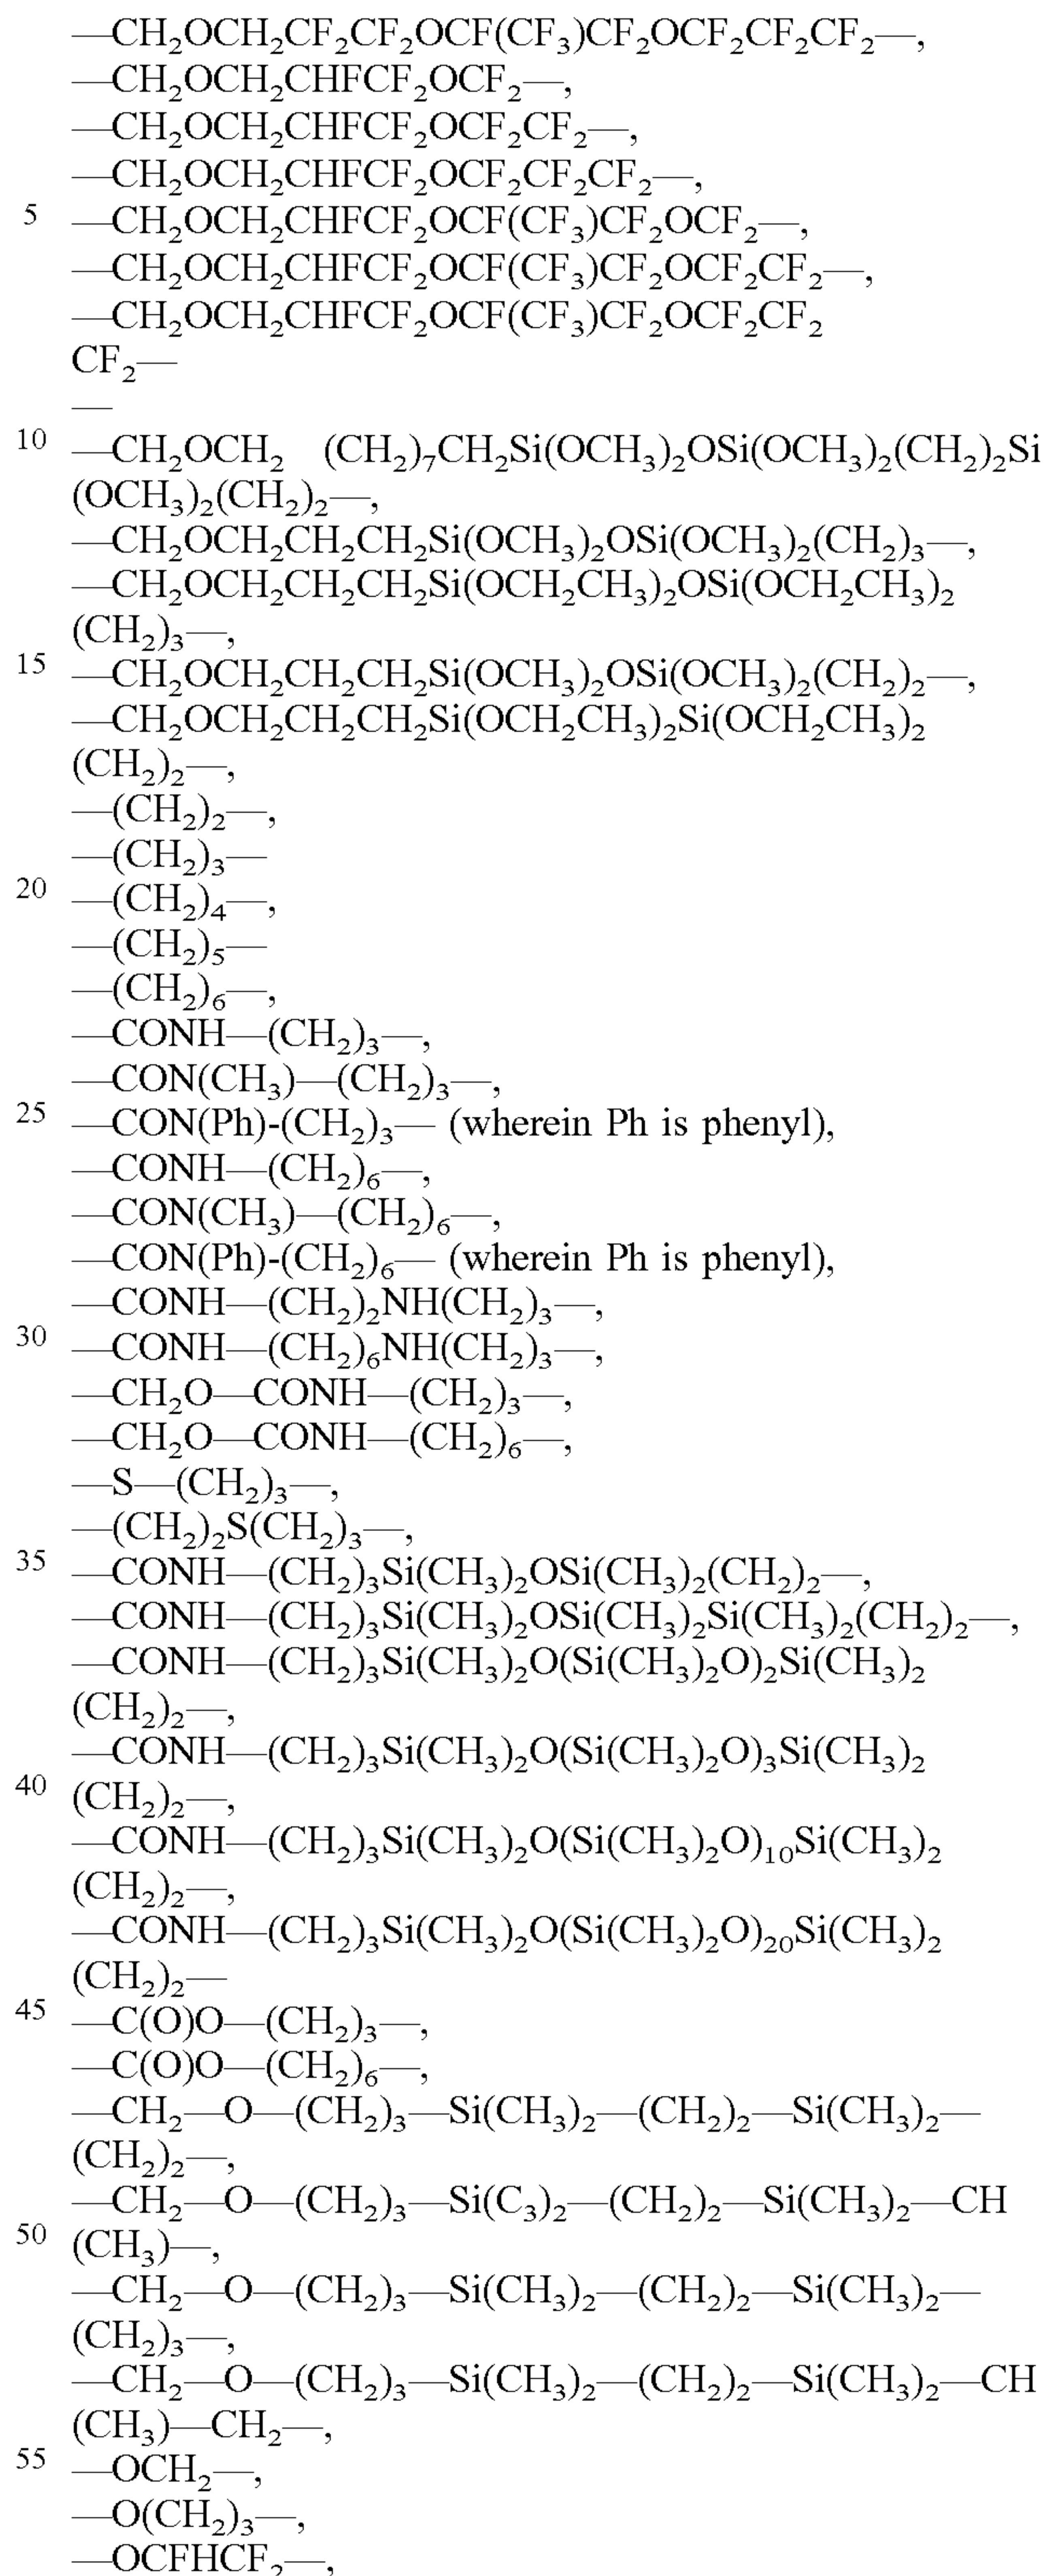 —CH₂OCH₂CF₂CF₂OCF(CF₃)CF₂OCF₂CF₂CF₂—,
—CH₂OCH₂CHFCF₂OCF₂—,
—CH₂OCH₂CHFCF₂OCF₂CF₂—,
—CH₂OCH₂CHFCF₂OCF₂CF₂CF₂—,
5 —CH₂OCH₂CHFCF₂OCF(CF₃)CF₂OCF₂—,
—CH₂OCH₂CHFCF₂OCF(CF₃)CF₂OCF₂CF₂—,
—CH₂OCH₂CHFCF₂OCF(CF₃)CF₂OCF₂CF₂
CF₂—
—
10 —CH₂OCH₂ (CH₂)₇CH₂Si(OCH₃)₂OSi(OCH₃)₂(CH₂)₂Si
(OCH₃)₂(CH₂)₂—,
—CH₂OCH₂CH₂CH₂Si(OCH₃)₂OSi(OCH₃)₂(CH₂)₃—,
—CH₂OCH₂CH₂CH₂Si(OCH₂CH₃)₂OSi(OCH₂CH₃)₂
(CH₂)₃—,
15 —CH₂OCH₂CH₂CH₂Si(OCH₃)₂OSi(OCH₃)₂(CH₂)₂—,
—CH₂OCH₂CH₂CH₂Si(OCH₂CH₃)₂Si(OCH₂CH₃)₂
(CH₂)₂—,
—(CH₂)₂—,
—(CH₂)₃—
20 —(CH₂)₄—,
—(CH₂)₅—
—(CH₂)₆—,
—CONH—(CH₂)₃—,
—CON(CH₃)—(CH₂)₃—,
25 —CON(Ph)-(CH₂)₃— (wherein Ph is phenyl),
—CONH—(CH₂)₆—,
—CON(CH₃)—(CH₂)₆—,
—CON(Ph)-(CH₂)₆— (wherein Ph is phenyl),
—CONH—(CH₂)₂NH(CH₂)₃—,
30 —CONH—(CH₂)₆NH(CH₂)₃—,
—CH₂O—CONH—(CH₂)₃—,
—CH₂O—CONH—(CH₂)₆—,
—S—(CH₂)₃—,
—(CH₂)₂S(CH₂)₃—,
35 —CONH—(CH₂)₃Si(CH₃)₂OSi(CH₃)₂(CH₂)₂—,
—CONH—(CH₂)₃Si(CH₃)₂OSi(CH₃)₂Si(CH₃)₂(CH₂)₂—,
—CONH—(CH₂)₃Si(CH₃)₂O(Si(CH₃)₂O)₂Si(CH₃)₂
(CH₂)₂—,
—CONH—(CH₂)₃Si(CH₃)₂O(Si(CH₃)₂O)₃Si(CH₃)₂
40 (CH₂)₂—,
—CONH—(CH₂)₃Si(CH₃)₂O(Si(CH₃)₂O)₁₀Si(CH₃)₂
(CH₂)₂—,
—CONH—(CH₂)₃Si(CH₃)₂O(Si(CH₃)₂O)₂₀Si(CH₃)₂
(CH₂)₂—
45 —C(O)O—(CH₂)₃—,
—C(O)O—(CH₂)₆—,
—CH₂—O—(CH₂)₃—Si(CH₃)₂—(CH₂)₂—Si(CH₃)₂—
(CH₂)₂—,
—CH₂—O—(CH₂)₃—Si(C₃)₂—(CH₂)₂—Si(CH₃)₂—CH
50 (CH₃)—,
—CH₂—O—(CH₂)₃—Si(CH₃)₂—(CH₂)₂—Si(CH₃)₂—
(CH₂)₃—,
—CH₂—O—(CH₂)₃—Si(CH₃)₂—(CH₂)₂—Si(CH₃)₂—CH
(CH₃)—CH₂—,
55 —OCH₂—,
—O(CH₂)₃—,
—OCFHCF₂—,